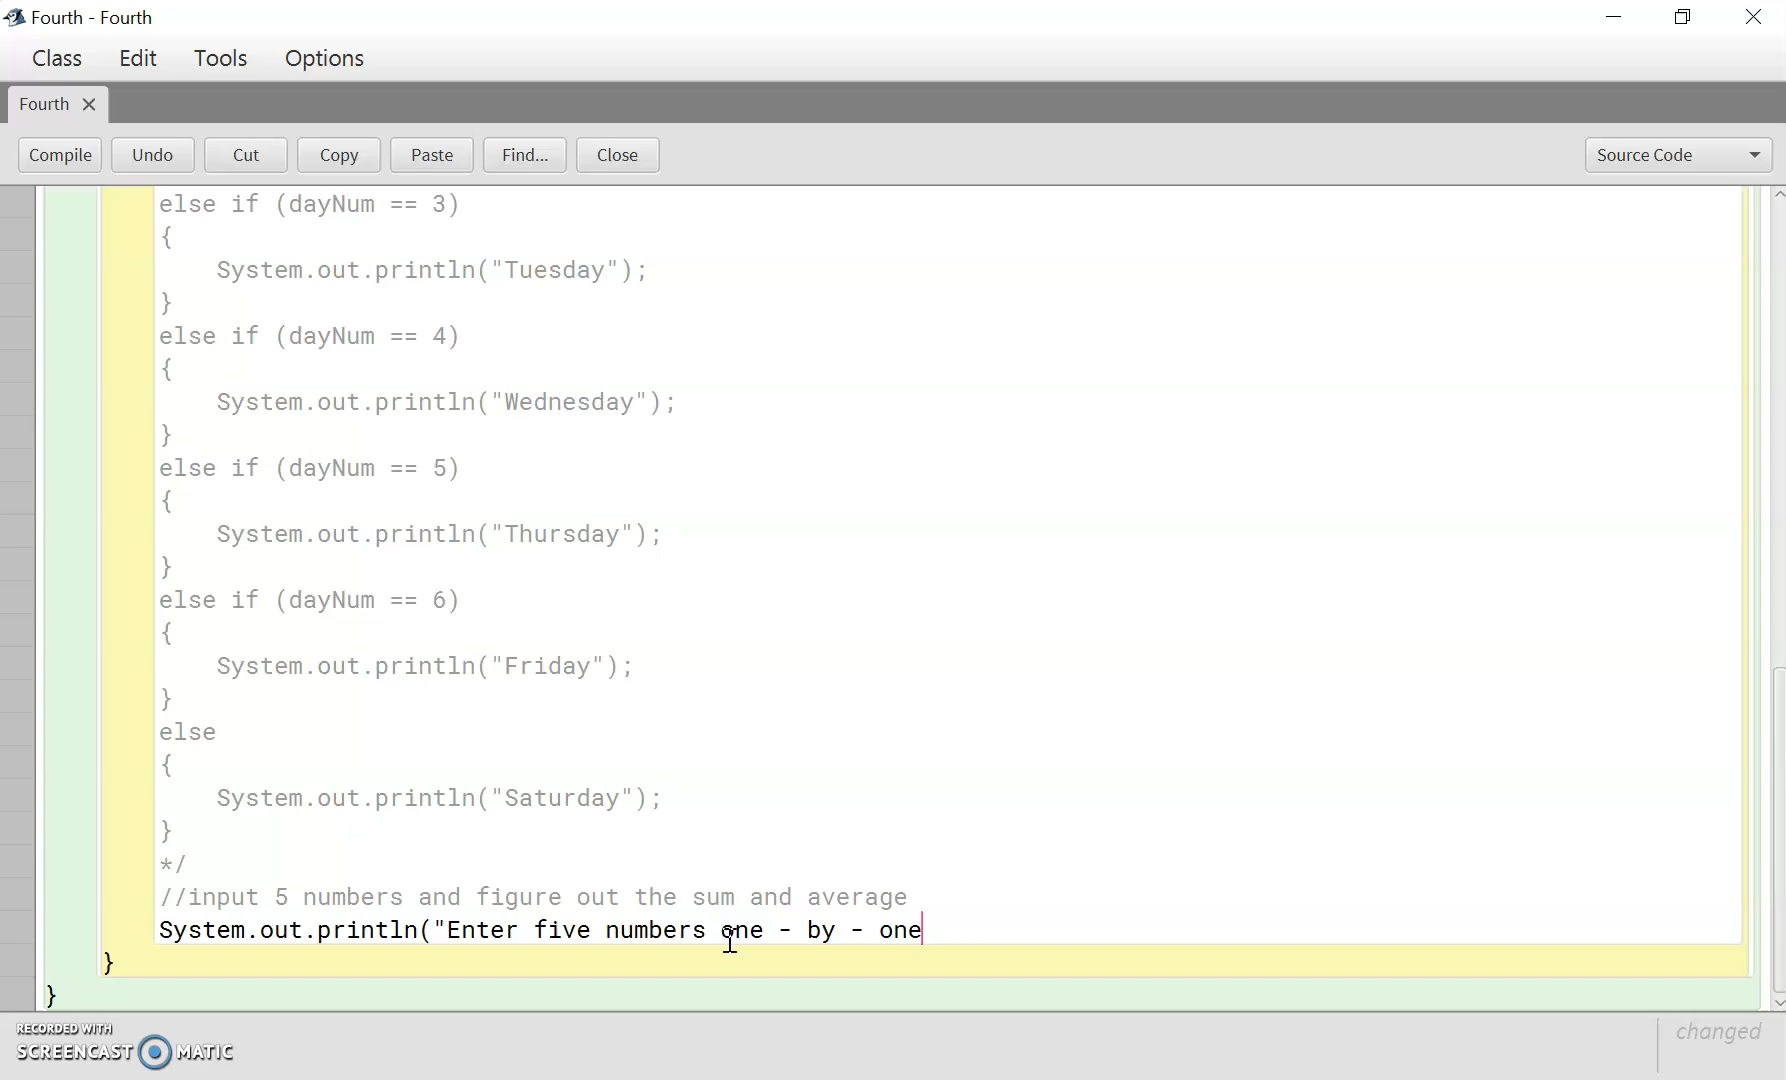 Fourth - Fourth
Class Edit Tools Options
Fourth
Compile Undo Cut Copy Paste Find... Close Source Code
else if (dayNum == 3)
{
System.out.println("Tuesday");
}
else if (dayNum == 4)
{
System.out.println("Wednesday");
}
else if (dayNum == 5)
{
System.out.println("Thursday");
}
else if (dayNum == 6)
{
System.out.println("Friday");
}
else
{
System.out.println("Saturday");
}
*/
//input 5 numbers and figure out the sum and average
System.out.println("Enter five numbers one - by - one
}
}
RECORDED WITH
SCREENCAST MATIC
changed